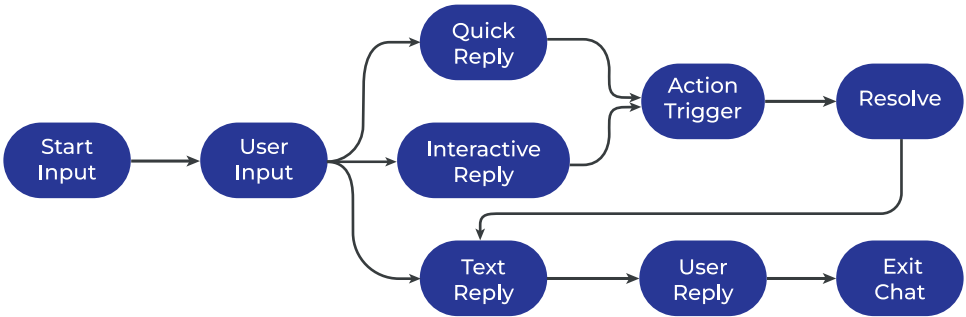 Start
Input
User
Input
Quick
Reply
Interactive
Reply
Text
Reply
Action
Trigger
Resolve
User
Reply
Exit
Chat